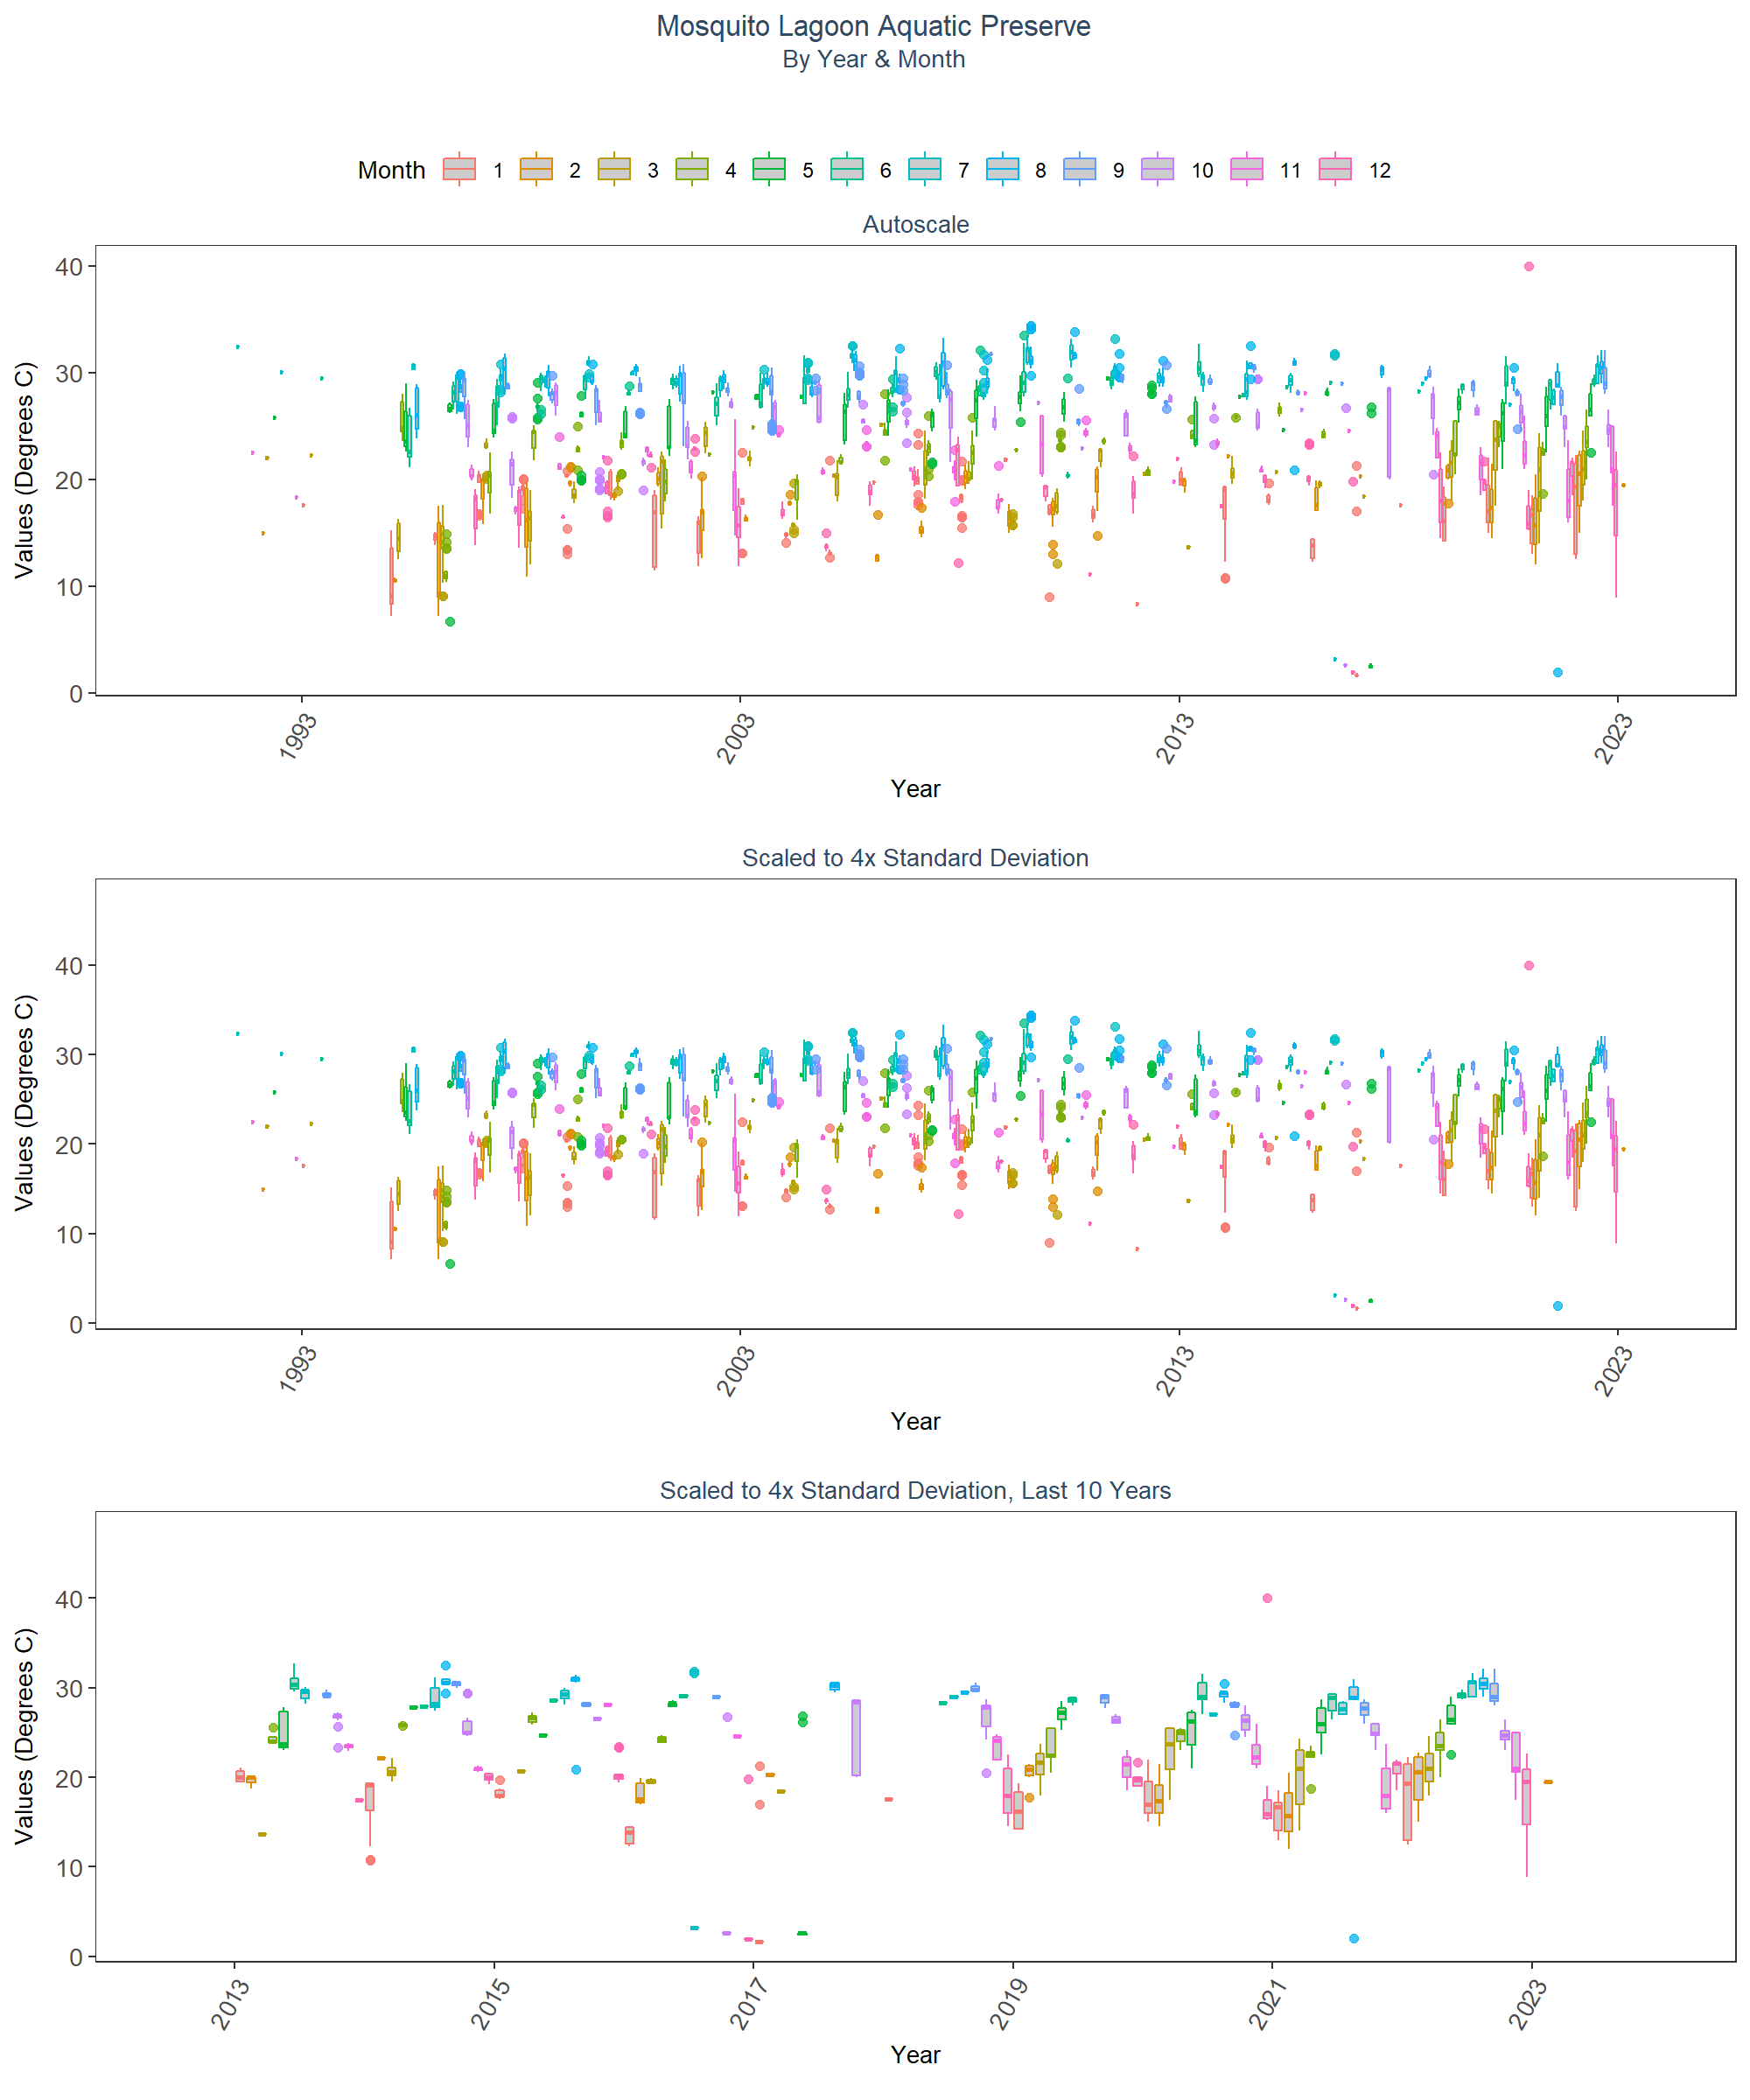 Mosquito Lagoon Aquatic Preserve
By Year & Month
Month 1 2 3 4 5 6 7 8 9 10 11 12
Autoscale
Values (Degrees C)
40
30
20
10
0
1993 2003 2013 2023
Year
Scaled to 4x Standard Deviation
Values (Degrees C)
40
30
20
10
0
1993 2003 2013 2023
Year
Scaled to 4x Standard Deviation, Last 10 Years
Values (Degrees C)
40
30
20
10
0
2013 2015 2017 2019 2021 2023
Year